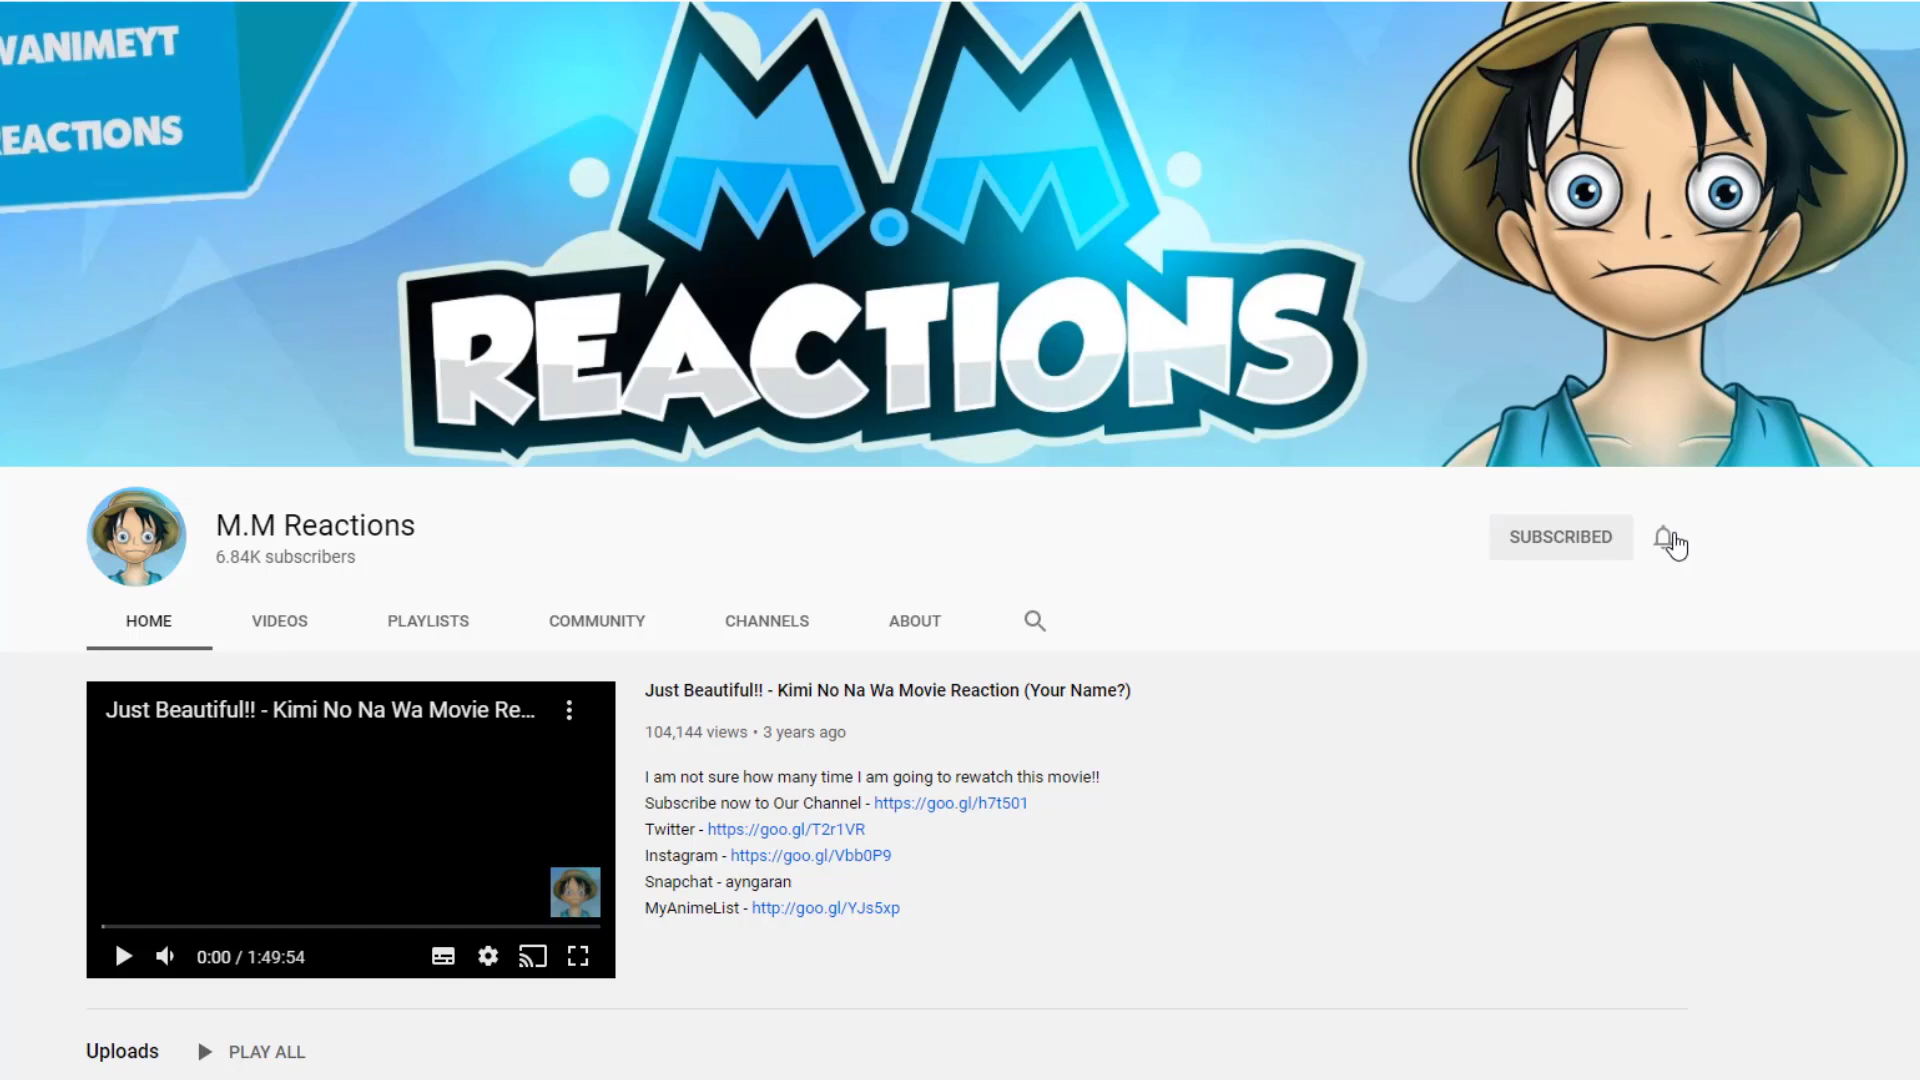 VANIMEYT
EACTIONS
M.M
REACTIONS
M.M Reactions
6.84K subscribers
SUBSCRIBED
HOME VIDEOS PLAYLISTS COMMUNITY CHANNELS ABOUT
Just Beautiful!! - Kimi No Na Wa Movie Re...
0:00 / 1:49:54
Just Beautiful!! - Kimi No Na Wa Movie Reaction (Your Name?)
104,144 views • 3 years ago
I am not sure how many time I am going to rewatch this movie!!
Subscribe now to Our Channel - https://goo.gl/h7t501
Twitter - https://goo.gl/T2r1VR
Instagram - https://goo.gl/Vbb0P9
Snapchat - ayngaran
MyAnimeList - http://goo.gl/YJs5xp
Uploads PLAY ALL